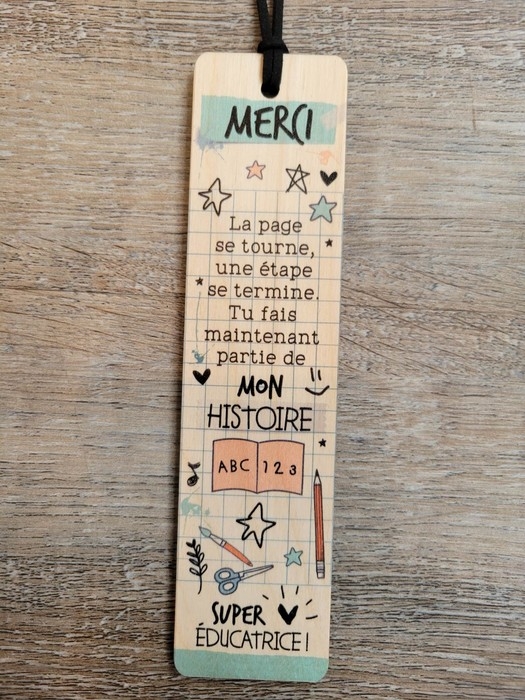 MERCI
La page
se tourne,
une étape
se termine.
Tu fais
maintenant
partie de
MON
HISTOIRE
ABC 123
SUPER
ÉDUCATRICE!